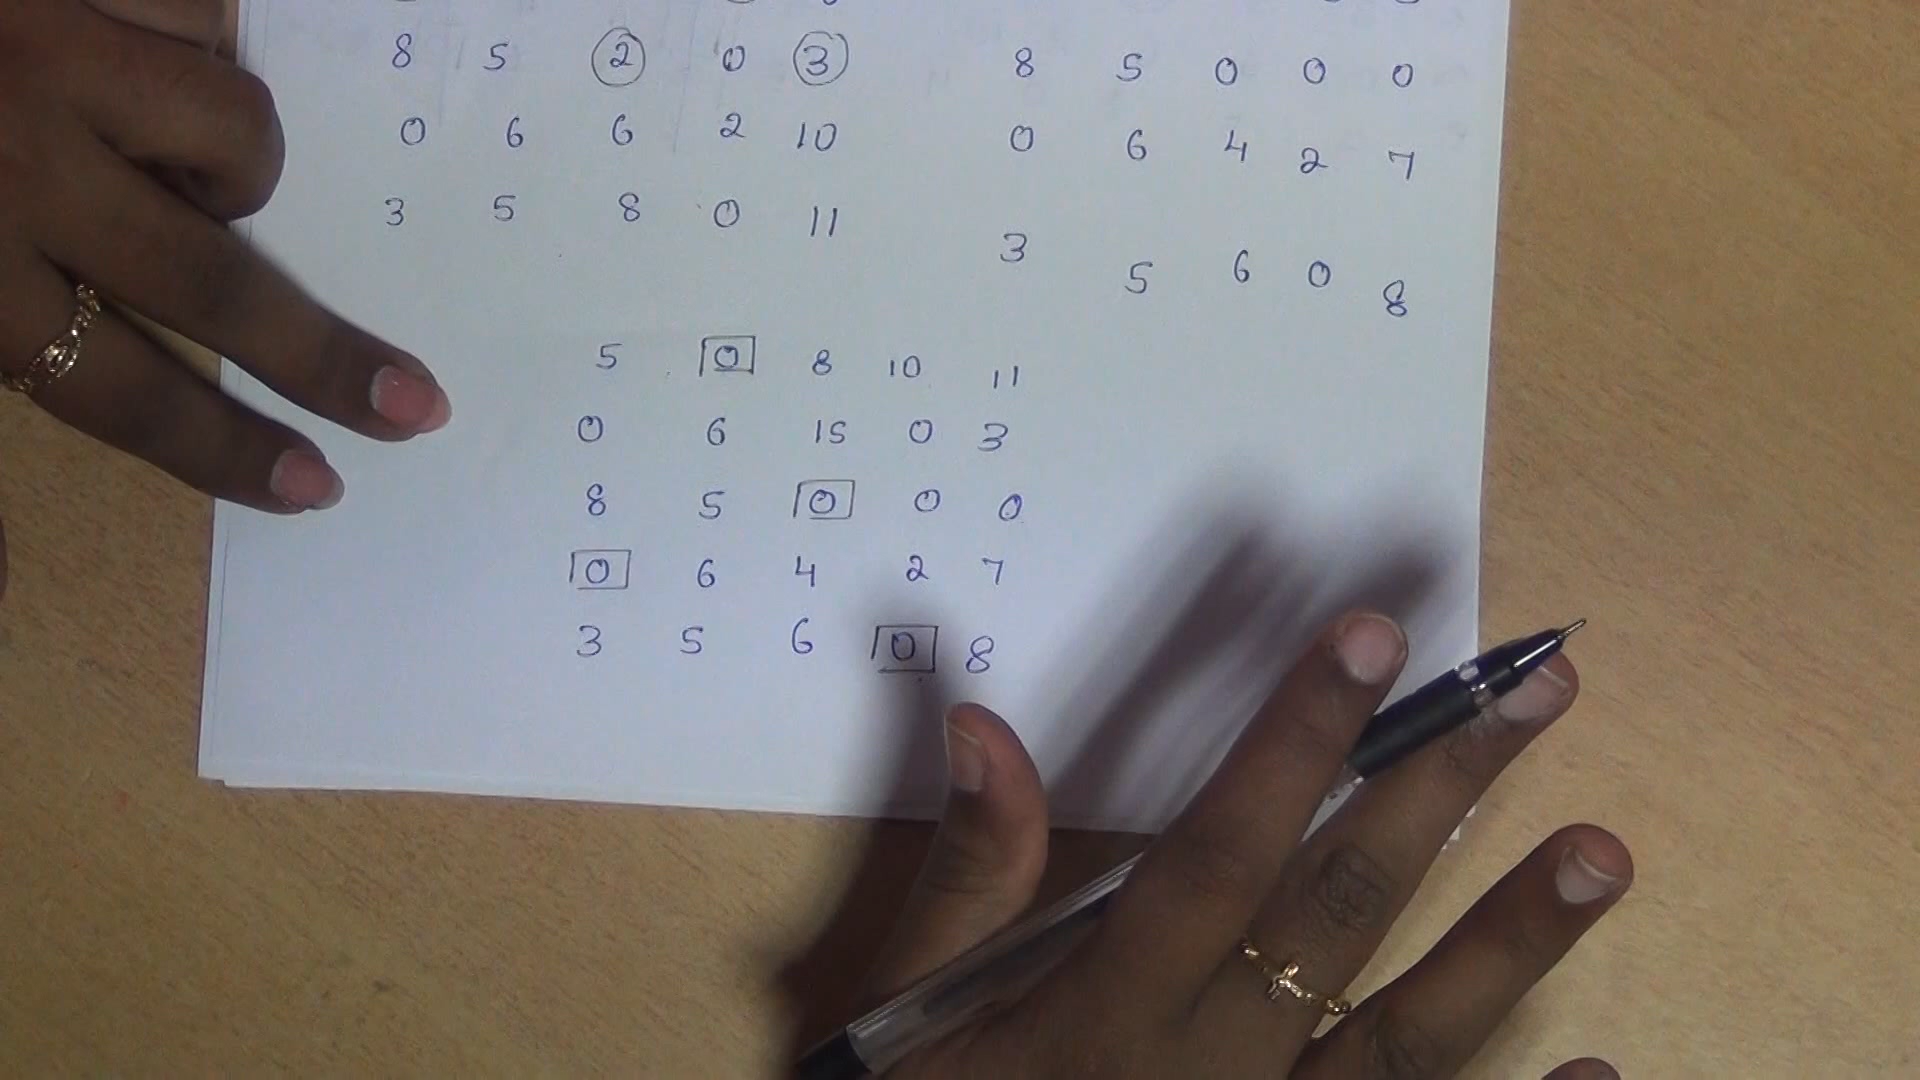 8 5 2 0 3
0 6 6 2 10
3 5 8 0 11
8 5 0 0 0
0 6 4 2 7
3 5 6 0 8
5 0 8 10 11
0 6 15 0 3
8 5 0 0 0
0 6 4 2 7
3 5 6 0 8